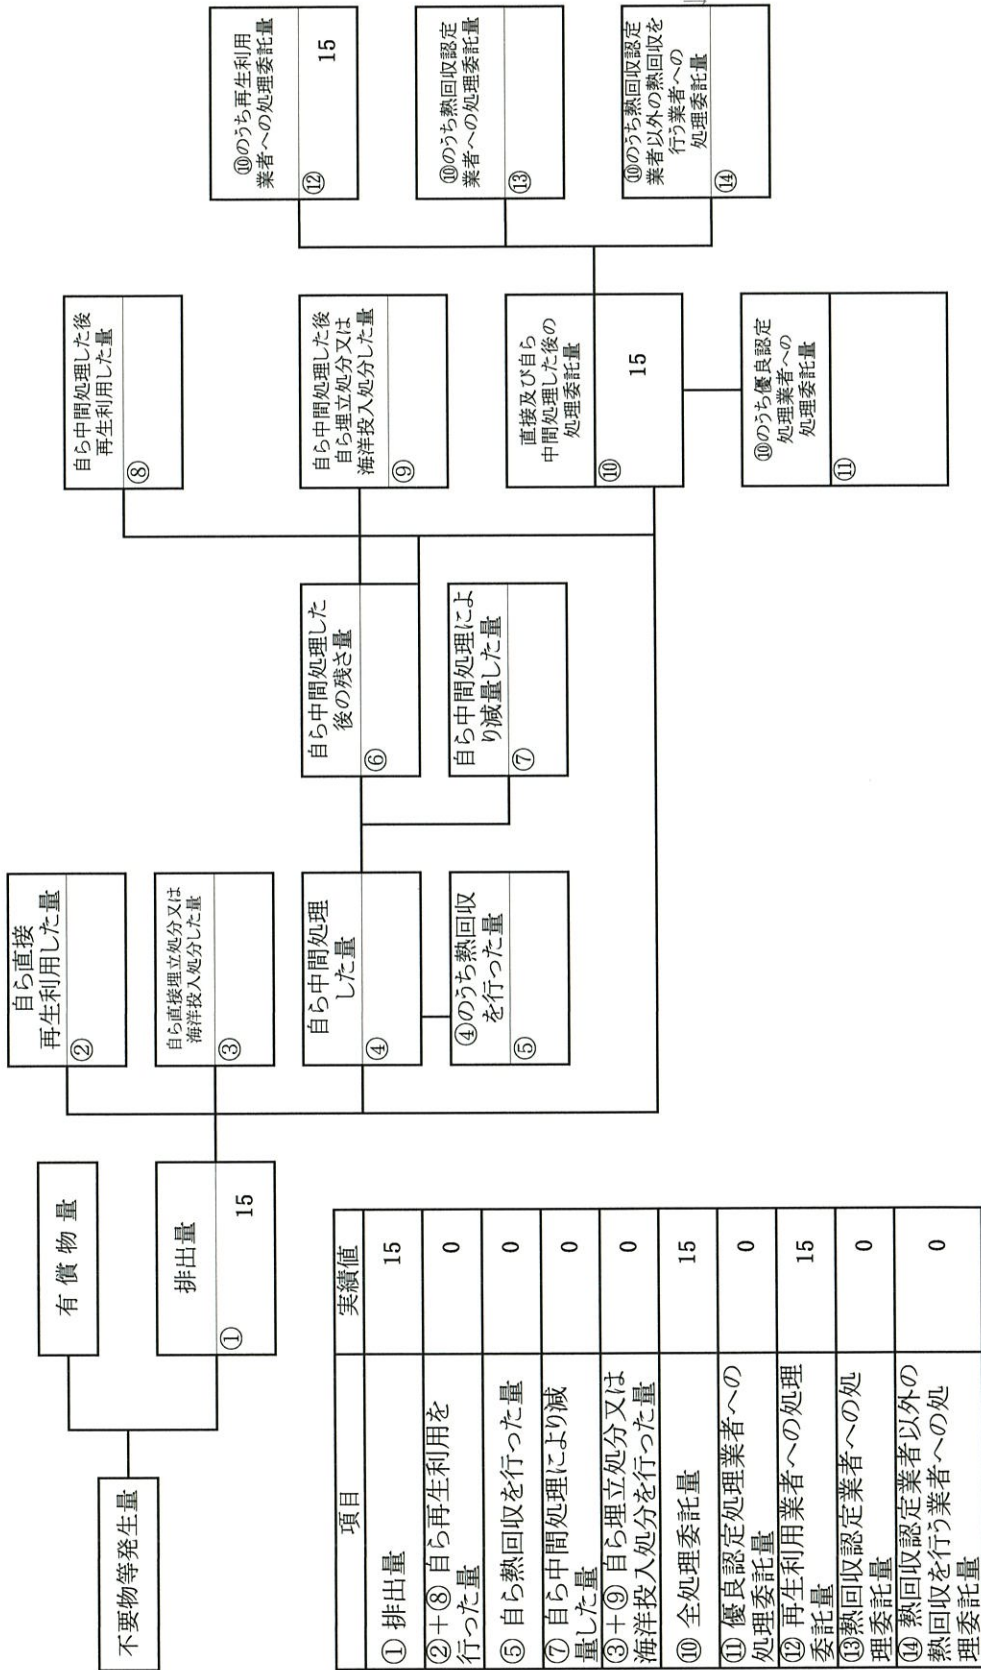 不要物等発生量
有償物量
排出量
①
15
自ら直接
再生利用した量
②
自ら直接埋立処分又は
海洋投入処分した量
③
自ら中間処理
した量
④
④のうち熱回収
を行った量
⑤
自ら中間処理した
後の残さ量
⑥
自ら中間処理によ
り減量した量
⑦
自ら中間処理した後
再生利用した量
⑧
自ら中間処理した後
自ら埋立処分又は
海洋投入処分した量
⑨
直接及び自ら
中間処理した後の
処理委託量
⑩
15
⑩のうち優良認定
処理業者への
処理委託量
⑪
⑩のうち再生利用
業者への処理委託量
⑫
15
⑩のうち熱回収認定
業者への処理委託量
⑬
⑩のうち熱回収認定
業者以外の熱回収を
行う業者への
処理委託量
⑭
項目 実績値
① 排出量 15
②+⑧ 自ら再生利用を
行った量 0
⑤ 自ら熱回収を行った量 0
⑦ 自ら中間処理により減
量した量 0
③+⑨ 自ら埋立処分又は
海洋投入処分を行った量 0
⑩ 全処理委託量 15
⑪ 優良認定処理業者への
処理委託量 0
⑫ 再生利用業者への処理
委託量 15
⑬熱回収認定業者への処
理委託量 0
⑭ 熱回収認定業者以外の
熱回収を行う業者への処
理委託量 0